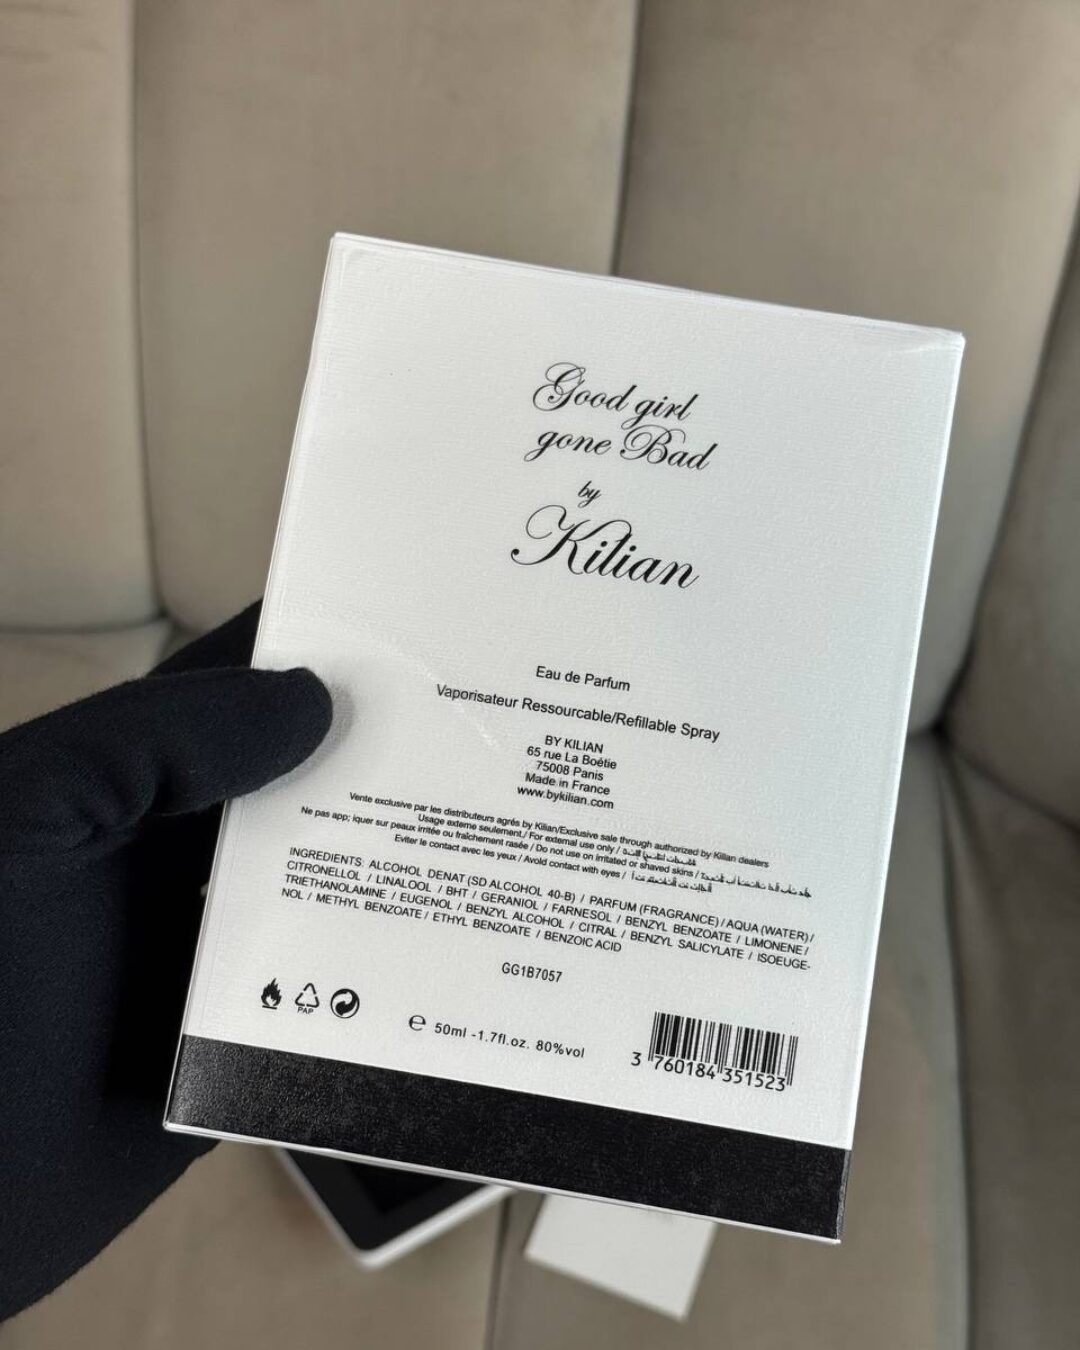 Good girl
gone Bad
by
Kilian
Eau de Parfum
Vaporisateur Ressourcable/Refillable Spray
BY KILIAN
65 rue La Boétie
75008 Panis
Made in France
www.bykilian.com
Vente exclusive par les distributeurs agrés by Kilian/Exclusive sale through authorized by Kilian dealers
Usage externe seulement./ For external use only /
Ne pas app; iquer sur peaux irritée ou fraîchement rasée / Do not use on irritated or shaved skins /
Eviter le contact avec les yeux / Avoid contact with eyes /
INGREDIENTS: ALCOHOL DENAT (SD ALCOHOL 40-B) / PARFUM (FRAGRANCE) / AQUA (WATER) /
CITRONELLOL / LINALOOL / BHT / GERANIOL / FARNESOL / BENZYL BENZOATE / LIMONENE /
TRIETHANOLAMINE / EUGENOL / BENZYL ALCOHOL / CITRAL / BENZYL SALICYLATE / ISOEUGE-
NOL / METHYL BENZOATE / ETHYL BENZOATE / BENZOIC ACID
GG1B7057
PAP
℮ 50ml -1.7fl.oz. 80%vol
3 760184 351523